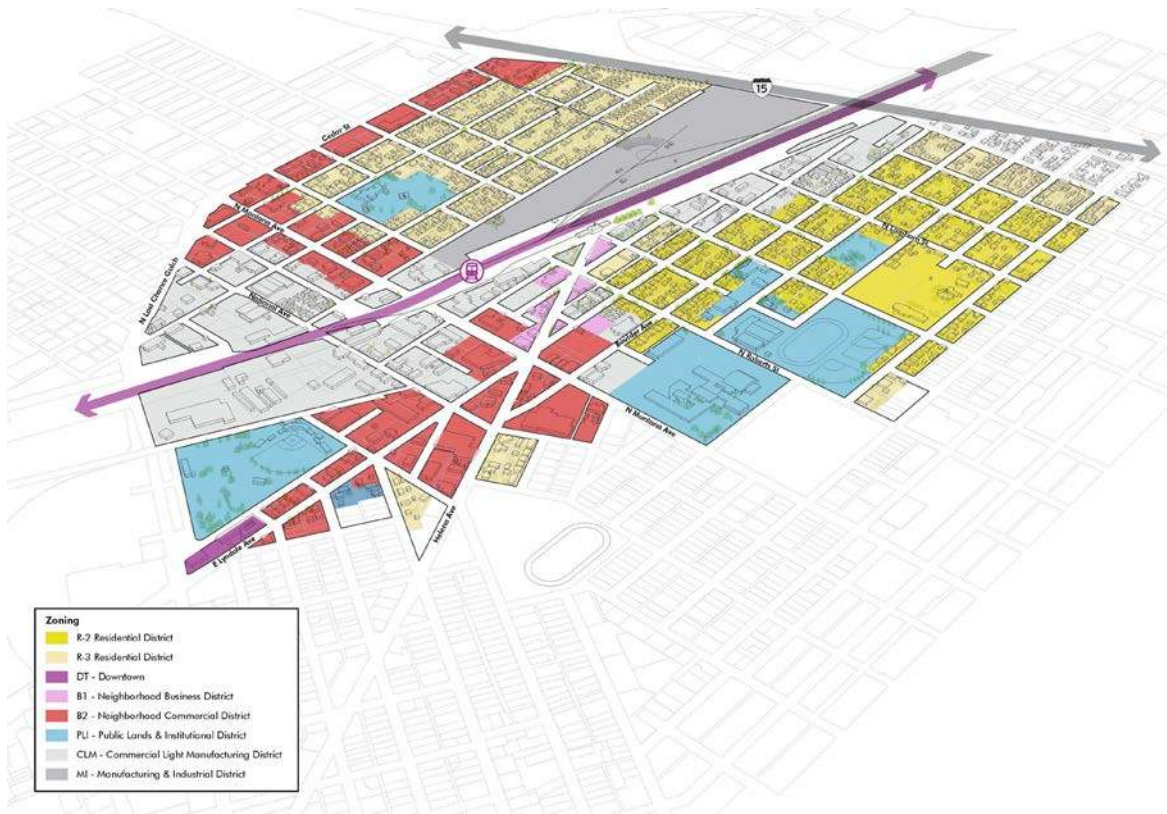 15
Cedar St
N Montana Ave
N Last Chance Gulch
National Ave
N Lamborn St
Boulder Ave
N Roberts St
N Montana Ave
Helena Ave
E Lyndale Ave
Zoning
R-2 Residential District
R-3 Residential District
DT - Downtown
B1 - Neighborhood Business District
B2 - Neighborhood Commercial District
PLI - Public Lands & Institutional District
CLM - Commercial Light Manufacturing District
MI - Manufacturing & Industrial District